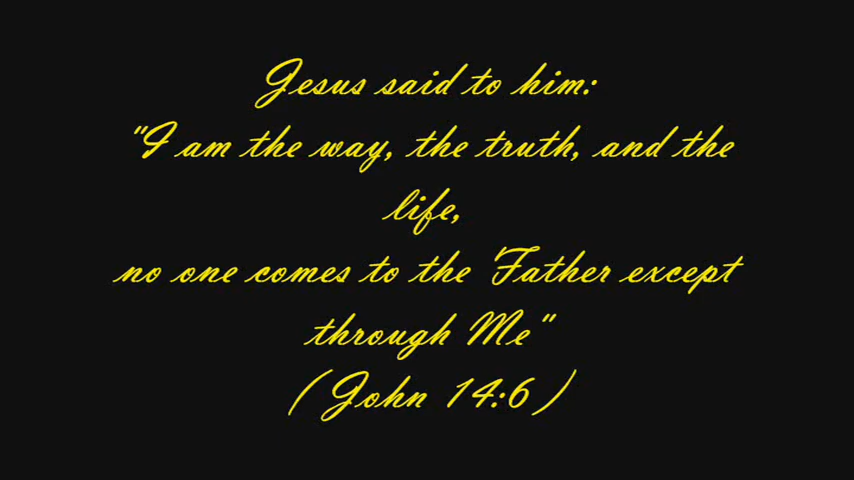 Jesus said to him:
"I am the way, the truth, and the
life,
no one comes to the Father except
through Me"
(John 14:6)